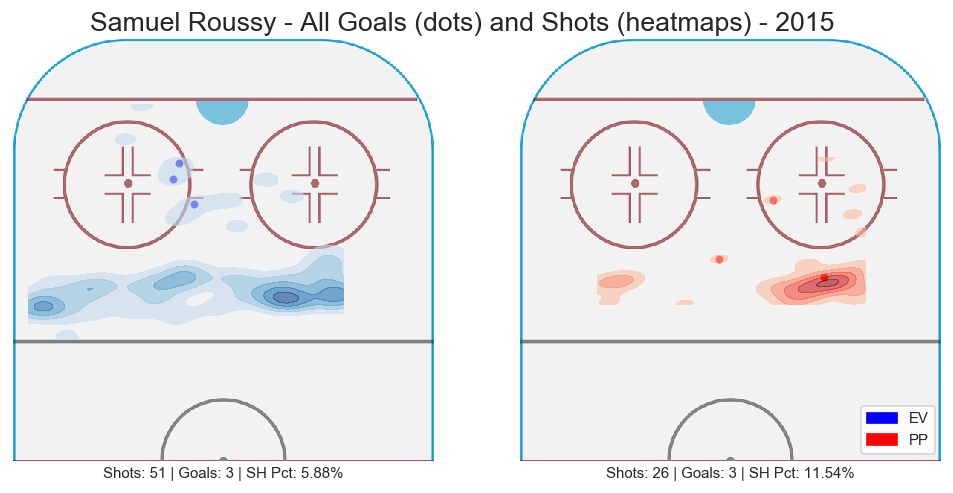 Samuel Roussy - All Goals (dots) and Shots (heatmaps) - 2015
EV
PP
Shots: 51 | Goals: 3 | SH Pct: 5.88%
Shots: 26 | Goals: 3 | SH Pct: 11.54%